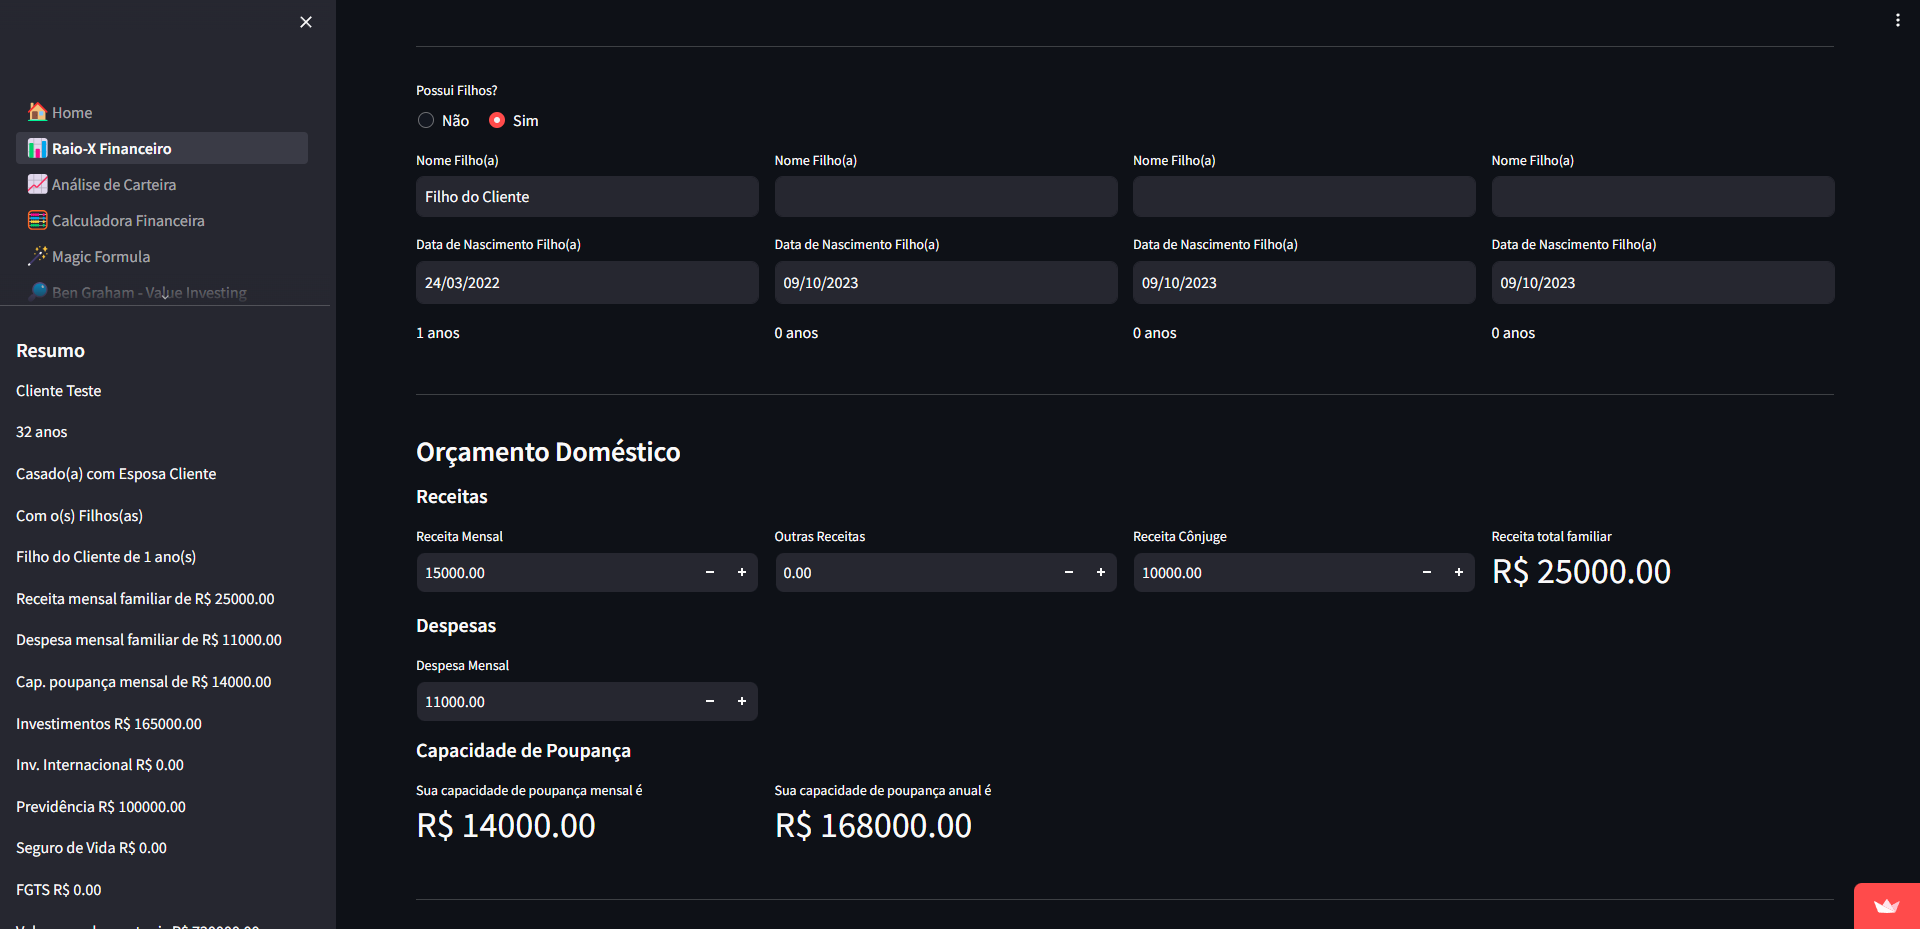 Home
Raio-X Financeiro
Análise de Carteira
Calculadora Financeira
Magic Formula
Ben Graham - Value Investing
Resumo
Cliente Teste
32 anos
Casado(a) com Esposa Cliente
Com o(s) Filhos(as)
Filho do Cliente de 1 ano(s)
Receita mensal familiar de R$ 25000.00
Despesa mensal familiar de R$ 11000.00
Cap. poupança mensal de R$ 14000.00
Investimentos R$ 165000.00
Inv. Internacional R$ 0.00
Previdência R$ 100000.00
Seguro de Vida R$ 0.00
FGTS R$ 0.00
Possui Filhos?
Não Sim
Nome Filho(a) Nome Filho(a) Nome Filho(a) Nome Filho(a)
Filho do Cliente
Data de Nascimento Filho(a) Data de Nascimento Filho(a) Data de Nascimento Filho(a) Data de Nascimento Filho(a)
24/03/2022 09/10/2023 09/10/2023 09/10/2023
1 anos 0 anos 0 anos 0 anos
Orçamento Doméstico
Receitas
Receita Mensal Outras Receitas Receita Cônjuge Receita total familiar
15000.00 0.00 10000.00 R$ 25000.00
Despesas
Despesa Mensal
11000.00
Capacidade de Poupança
Sua capacidade de poupança mensal é Sua capacidade de poupança anual é
R$ 14000.00 R$ 168000.00